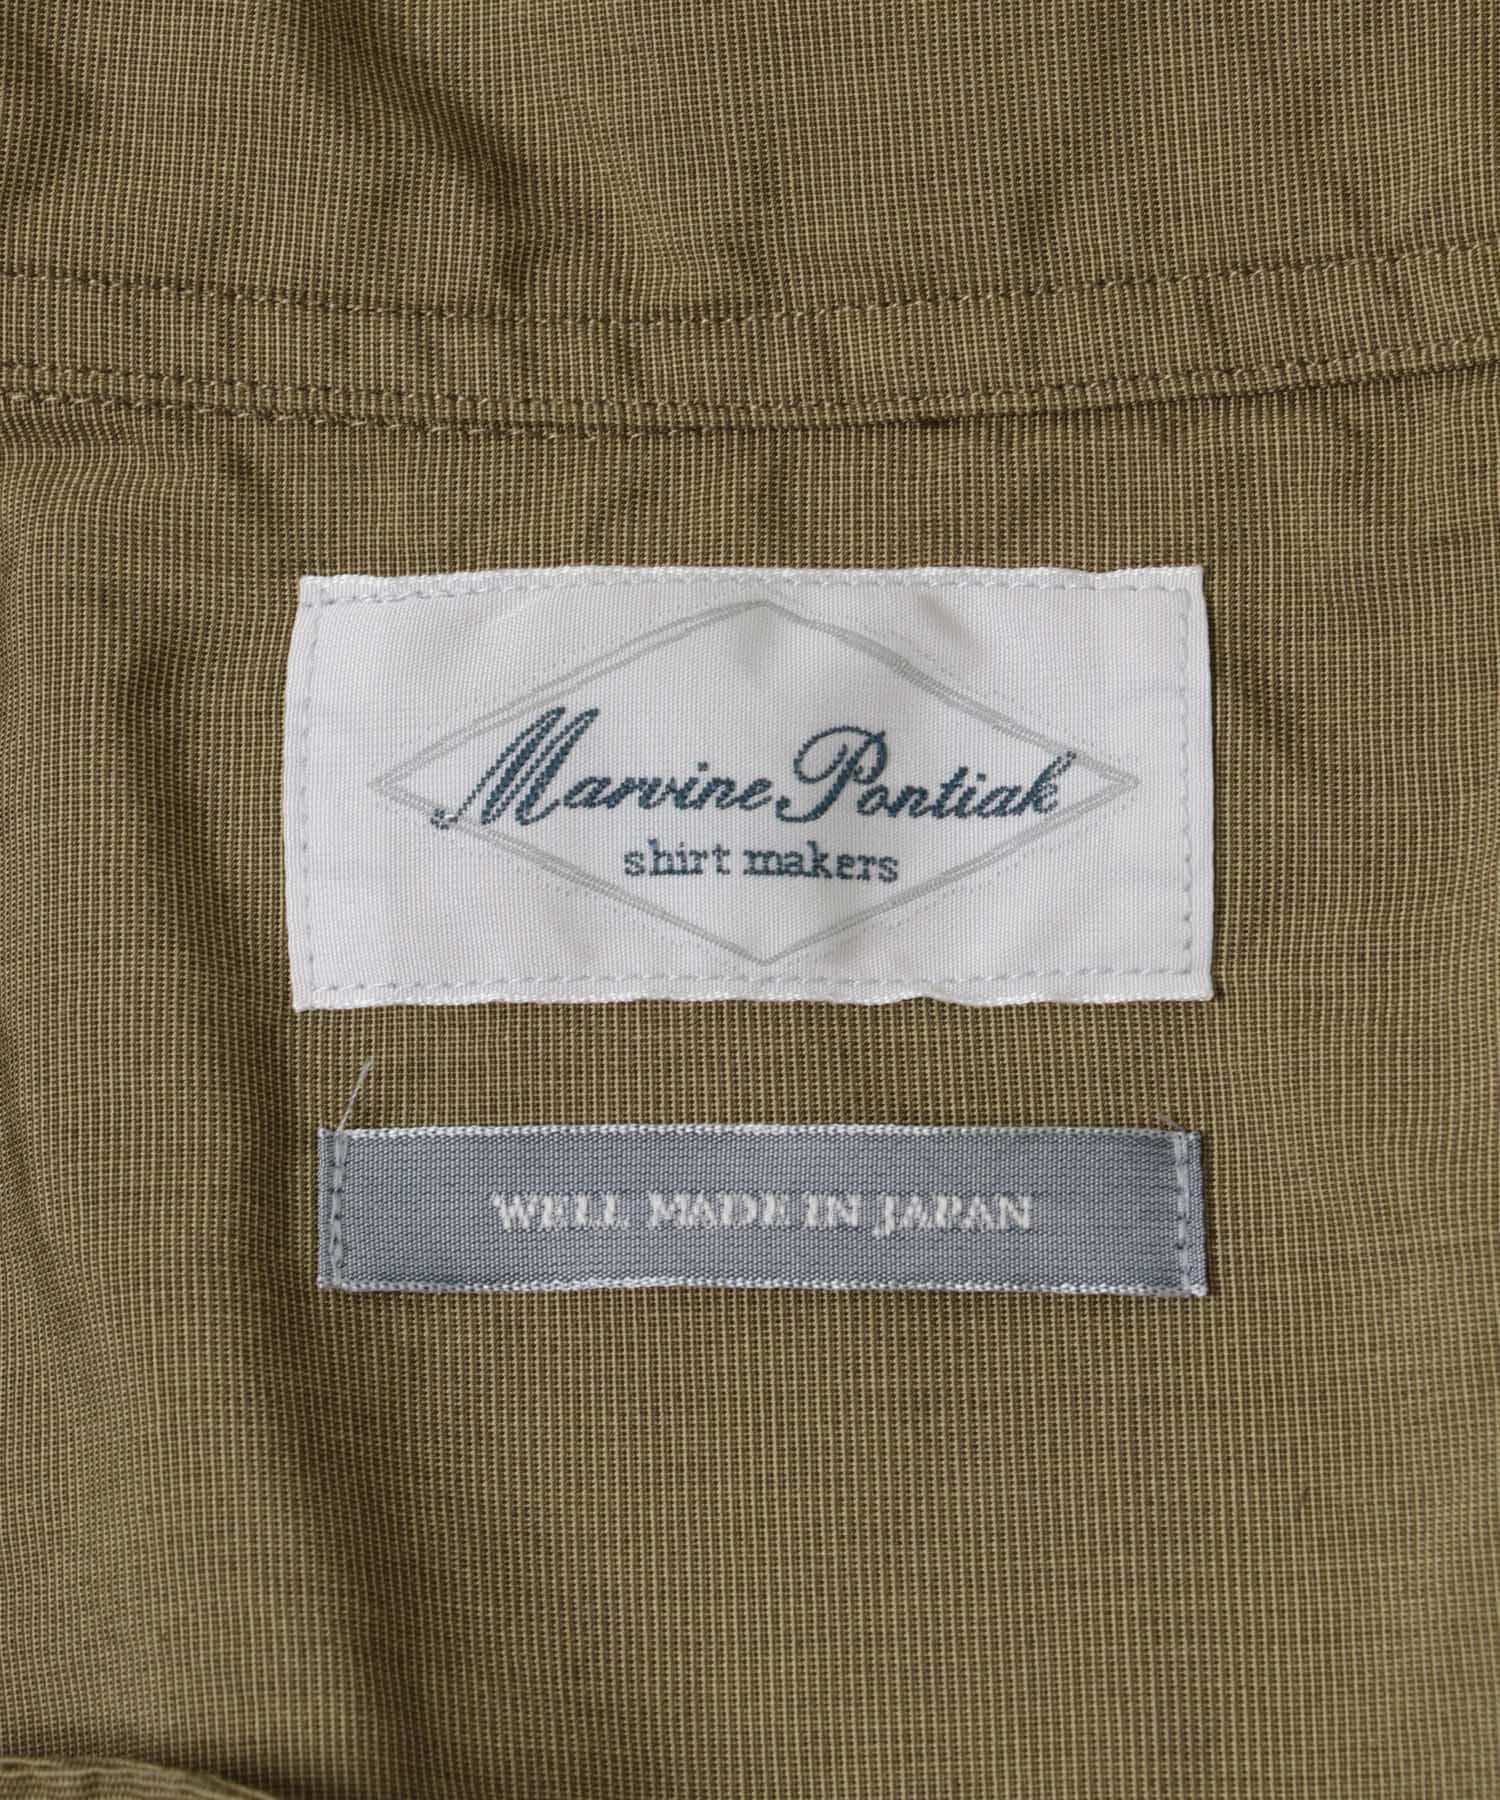 Marvine Pontiak
shirt makers
WELL MADE IN JAPAN